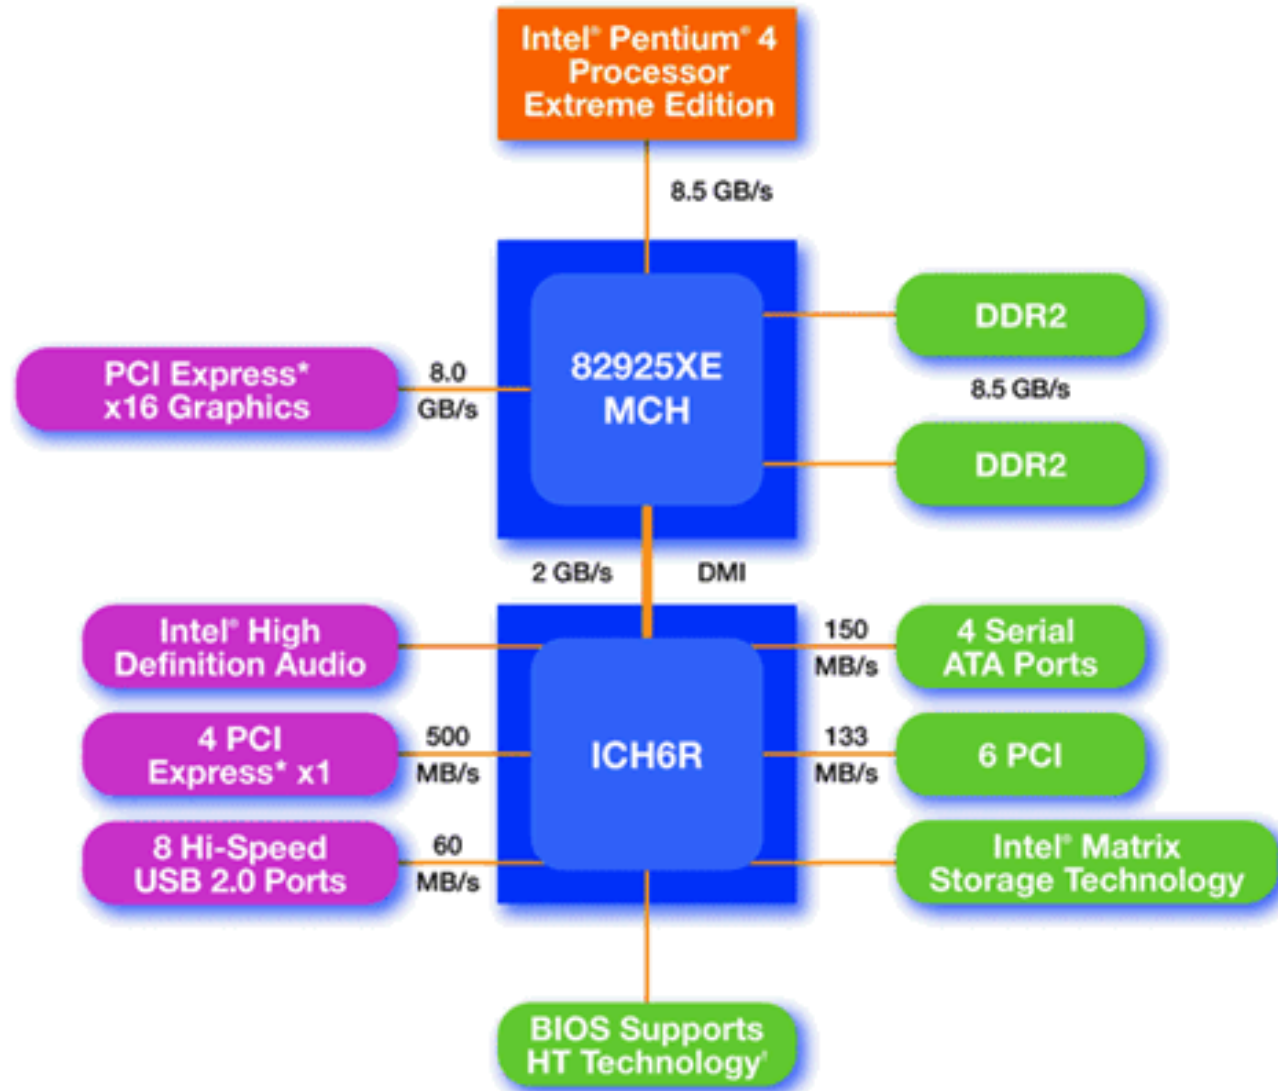 Intel® Pentium® 4
Processor
Extreme Edition
8.5 GB/s
82925XE
MCH
DDR2
8.5 GB/s
DDR2
PCI Express*
x16 Graphics
8.0
GB/s
2 GB/s
DMI
Intel® High
Definition Audio
4 PCI
Express* x1
500
MB/s
8 Hi-Speed
USB 2.0 Ports
60
MB/s
ICH6R
150
MB/s
4 Serial
ATA Ports
133
MB/s
6 PCI
Intel® Matrix
Storage Technology
BIOS Supports
HT Technology†